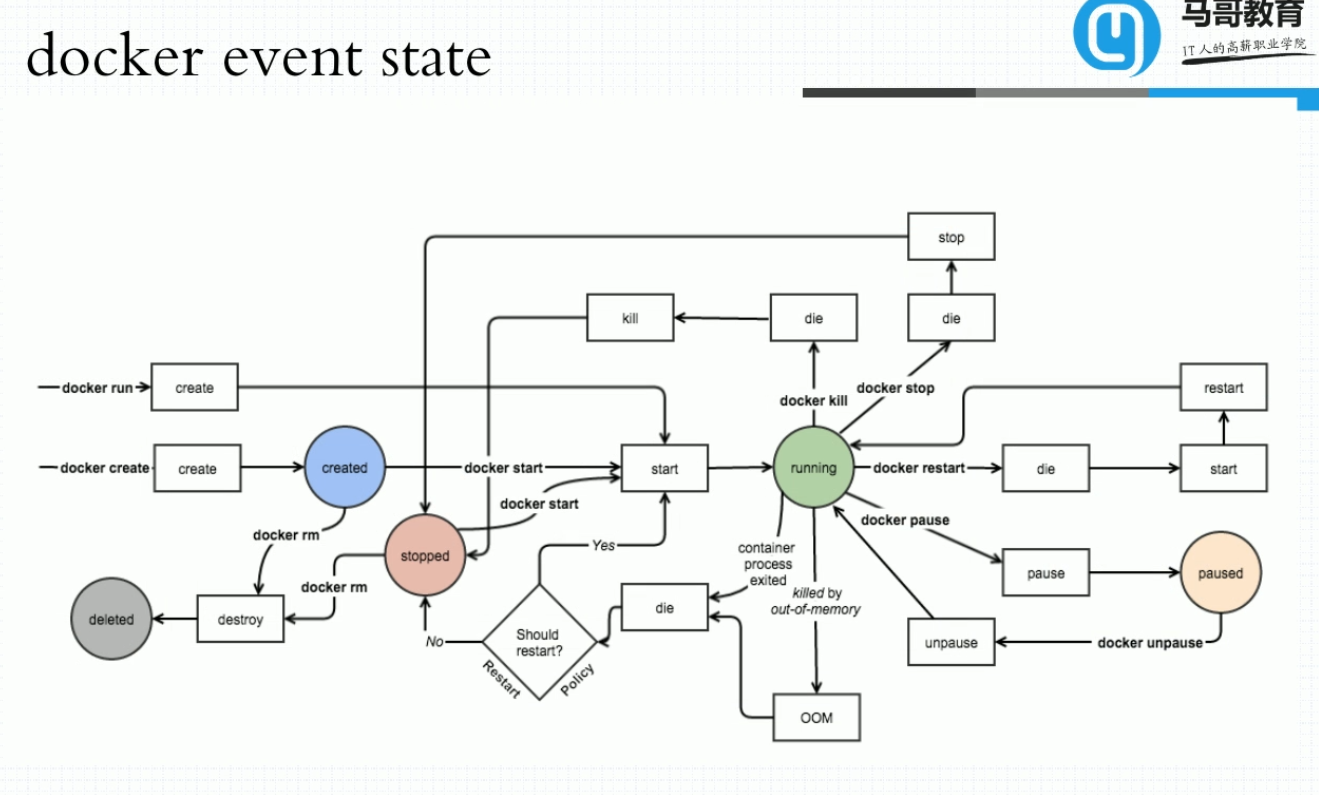 马哥教育
IT人的高薪职业学院
docker event state
stop
kill
die
die
docker run
create
docker kill
docker stop
restart
docker create
create
created
docker start
start
running
docker restart
die
start
docker start
docker pause
docker rm
stopped
Yes
container
process
exited
pause
paused
docker rm
killed by
out-of-memory
deleted
destroy
die
Should
restart?
No
Restart
Policy
unpause
docker unpause
OOM